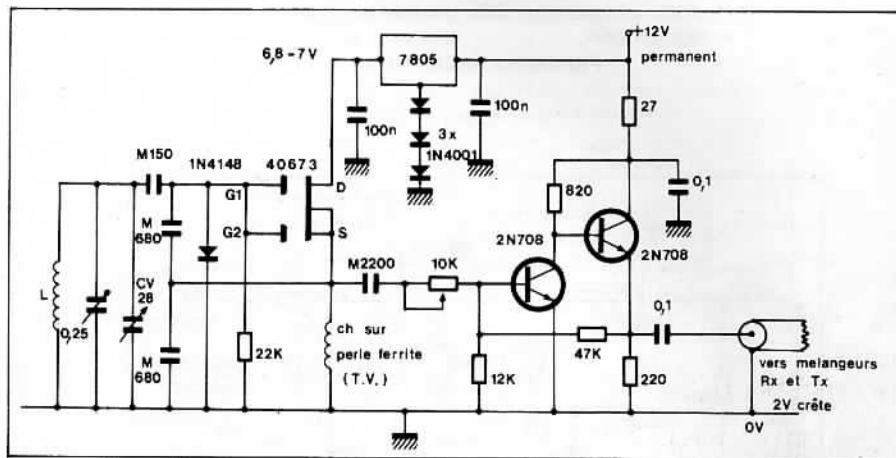 +12V
permanent
6,8-7V
7805
100n
100n
3x
1N4001
27
M150
1N4148
40673
G1
D
G2
S
820
0,1
2N708
2N708
M
680
M2200
10K
L
CV
28
0,25
M
680
22K
ch sur
perle ferrite
(T.V.)
12K
47K
0,1
220
vers melangeurs
Rx et Tx
2V crête
0V